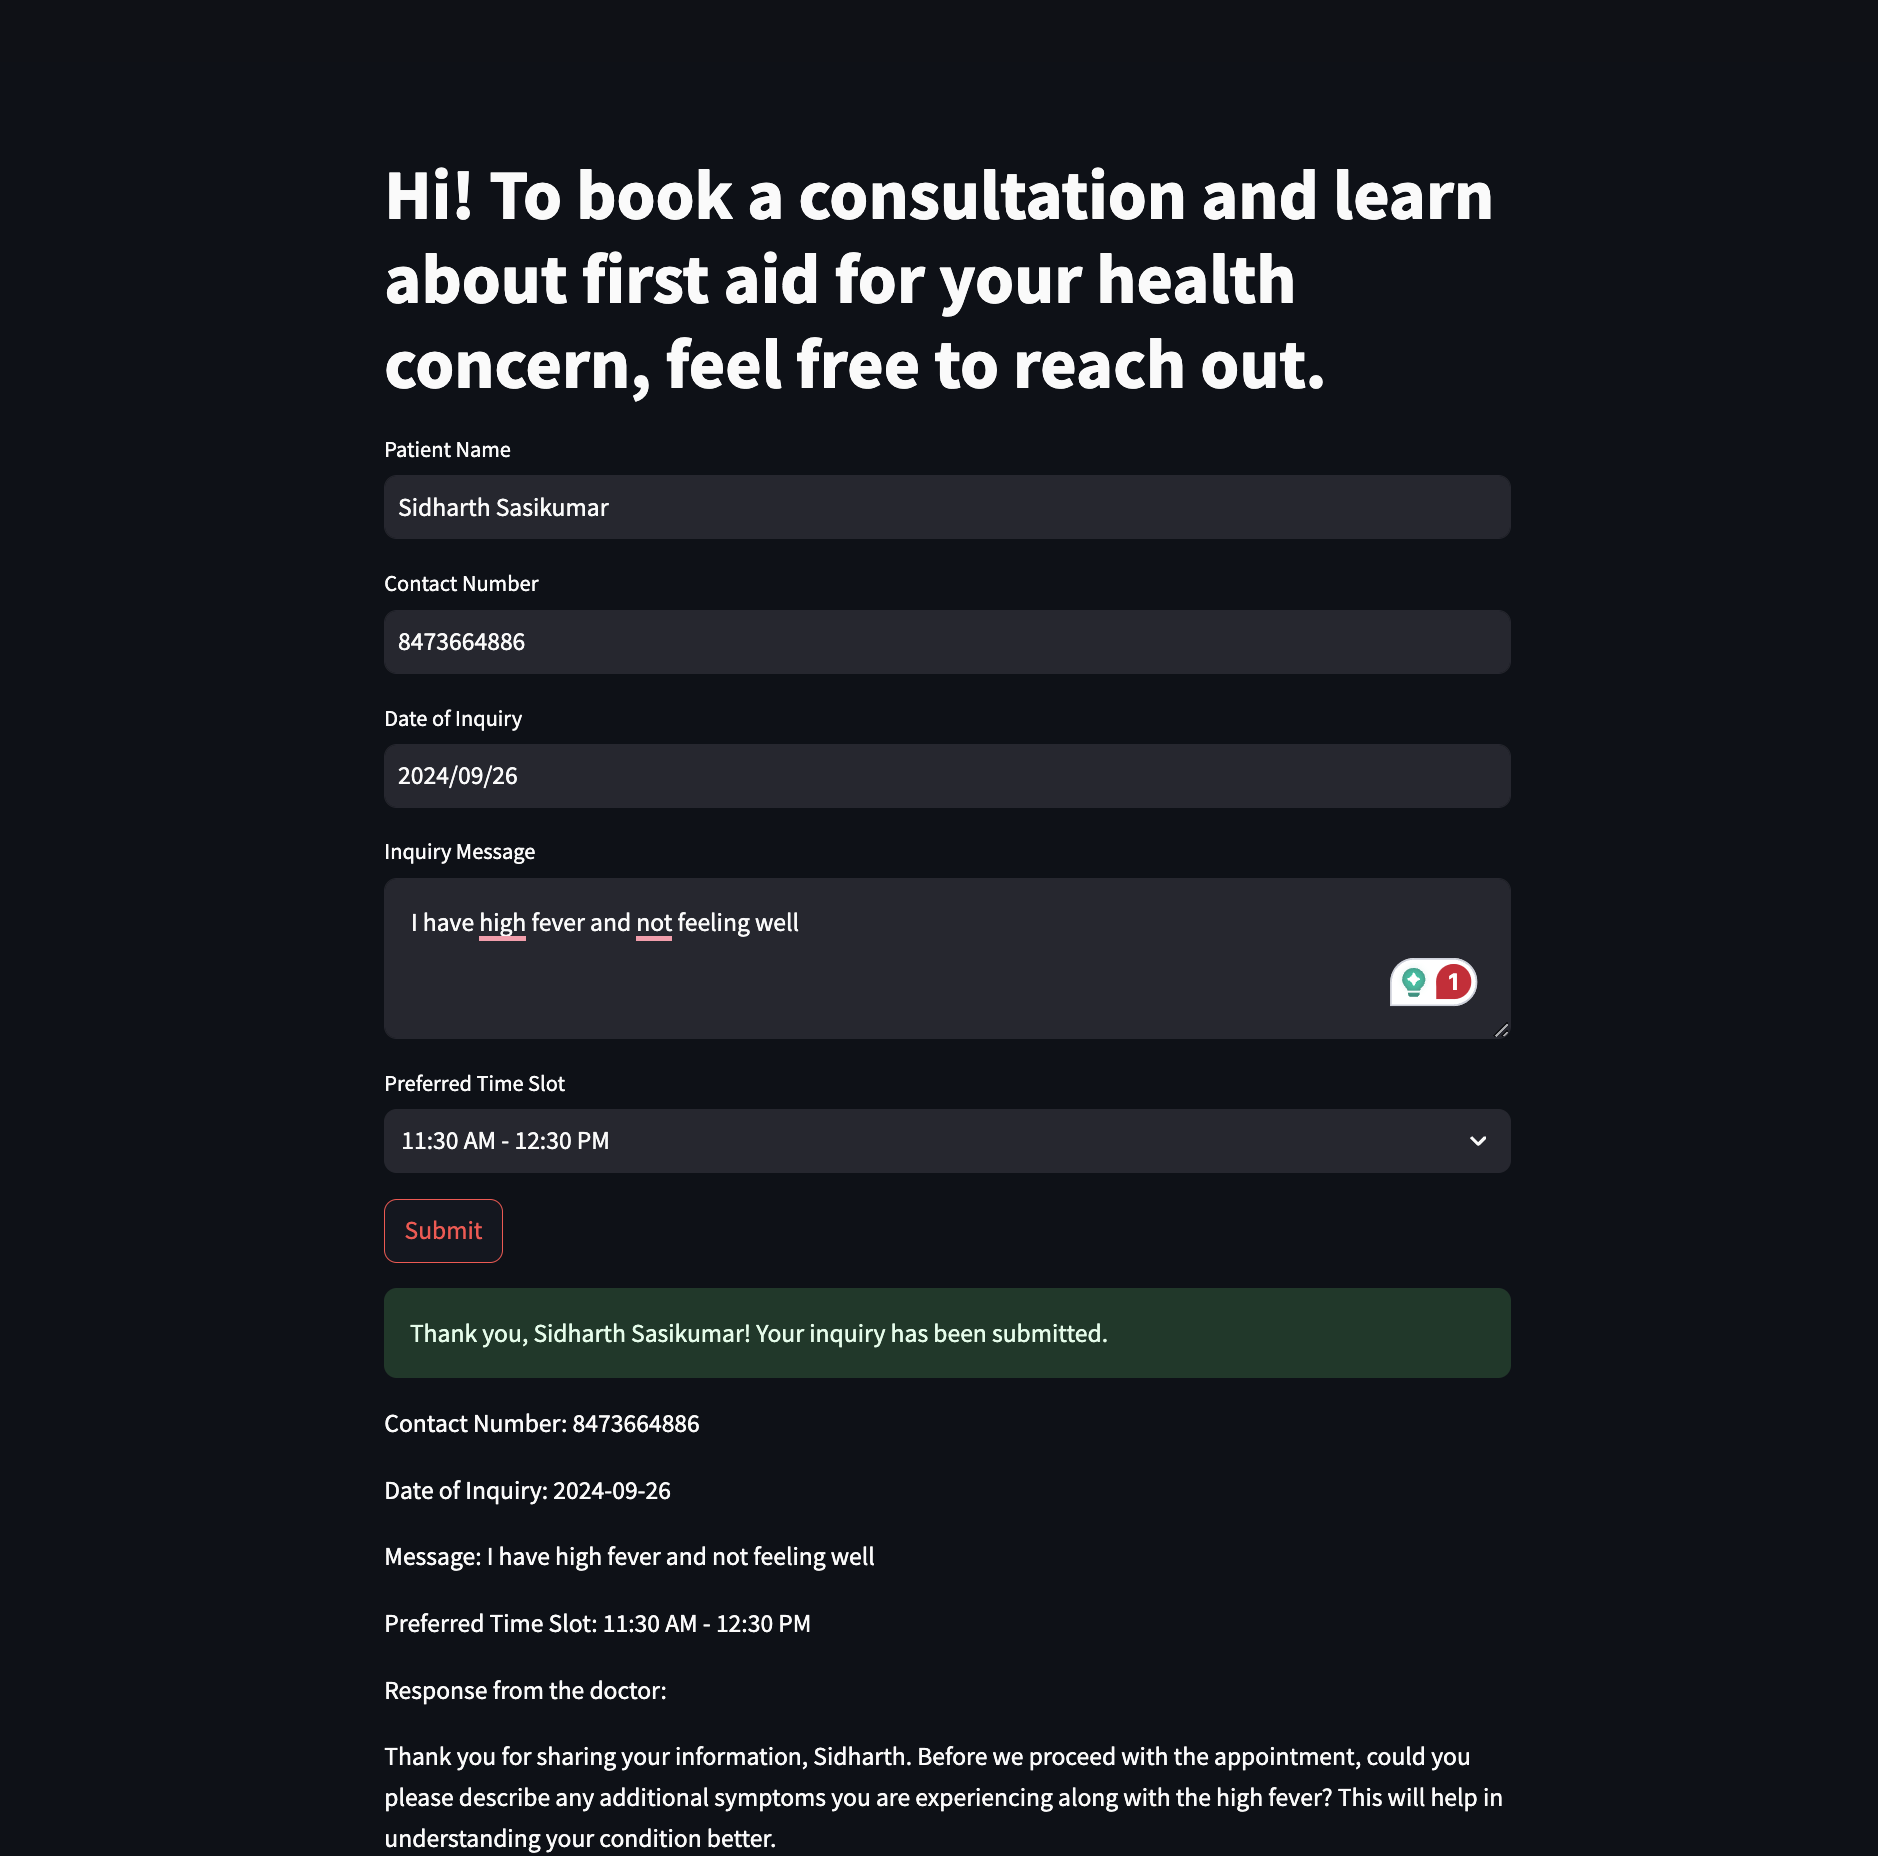 Hi! To book a consultation and learn
about first aid for your health
concern, feel free to reach out.
Patient Name
Sidharth Sasikumar
Contact Number
8473664886
Date of Inquiry
2024/09/26
Inquiry Message
I have high fever and not feeling well
1
Preferred Time Slot
11:30 AM - 12:30 PM
Submit
Thank you, Sidharth Sasikumar! Your inquiry has been submitted.
Contact Number: 8473664886
Date of Inquiry: 2024-09-26
Message: I have high fever and not feeling well
Preferred Time Slot: 11:30 AM - 12:30 PM
Response from the doctor:
Thank you for sharing your information, Sidharth. Before we proceed with the appointment, could you
please describe any additional symptoms you are experiencing along with the high fever? This will help in
understanding your condition better.